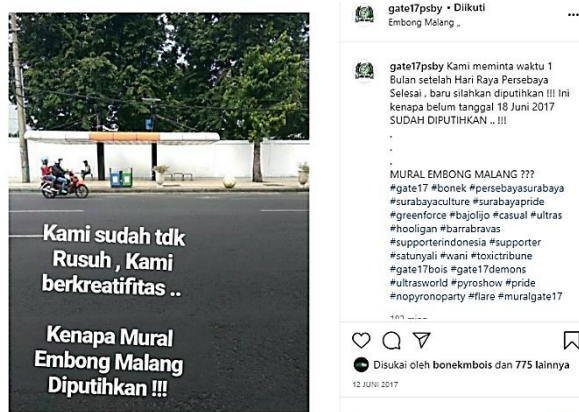 Kami sudah tdk
Rusuh , Kami
berkreatifitas ..
Kenapa Mural
Embong Malang
Diputihkan !!!
gate17psby • Diikuti
Embong Malang ,,
gate17psby Kami meminta waktu 1
Bulan setelah Hari Raya Persebaya
Selesai , baru silahkan diputihkan !!! Ini
kenapa belum tanggal 18 Juni 2017
SUDAH DIPUTIHKAN .. !!!
.
.
.
MURAL EMBONG MALANG ???
#gate17 #bonek #persebayasurabaya
#surabayaculture #surabayapride
#greenforce #bajolijo #casual #ultras
#hooligan #barrabravas
#supporterindonesia #supporter
#satunyali #wani #toxictribune
#gate17bois #gate17demons
#ultrasworld #pyroshow #pride
#nopyronoparty #flare #muralgate17
Disukai oleh bonekmbois dan 775 lainnya
12 JUNI 2017